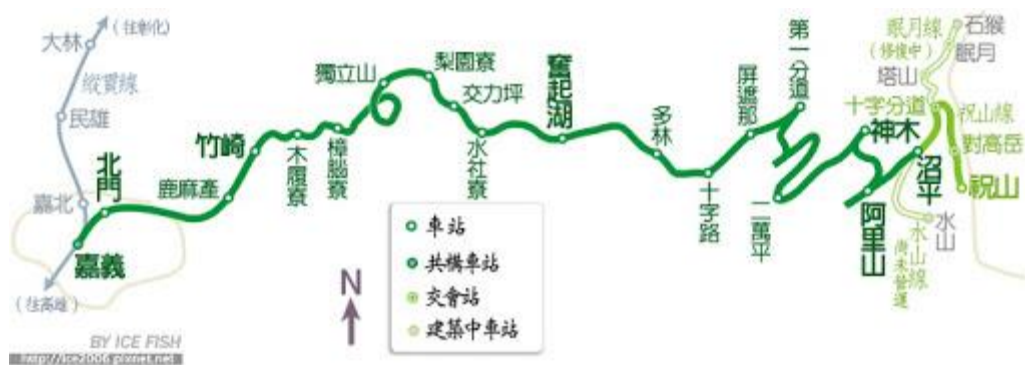 (往彰化)
大林
縱貫線
民雄
嘉北
北門
嘉義
(往高雄)
鹿麻產
竹崎
木履寮
樟腦寮
獨立山
梨園寮
交力坪
水社寮
奮起湖
多林
十字路
屏遮那
第一分道
二萬平
神木
阿里山
沼平
十字分道
塔山
眠月線
(修復中)
石猴
眠月
祝山線
對高岳
祝山
水山
水山線
尚未營運
車站
共構車站
交會站
建築中車站
N
BY ICE FISH
http://ice2006.pixnet.net